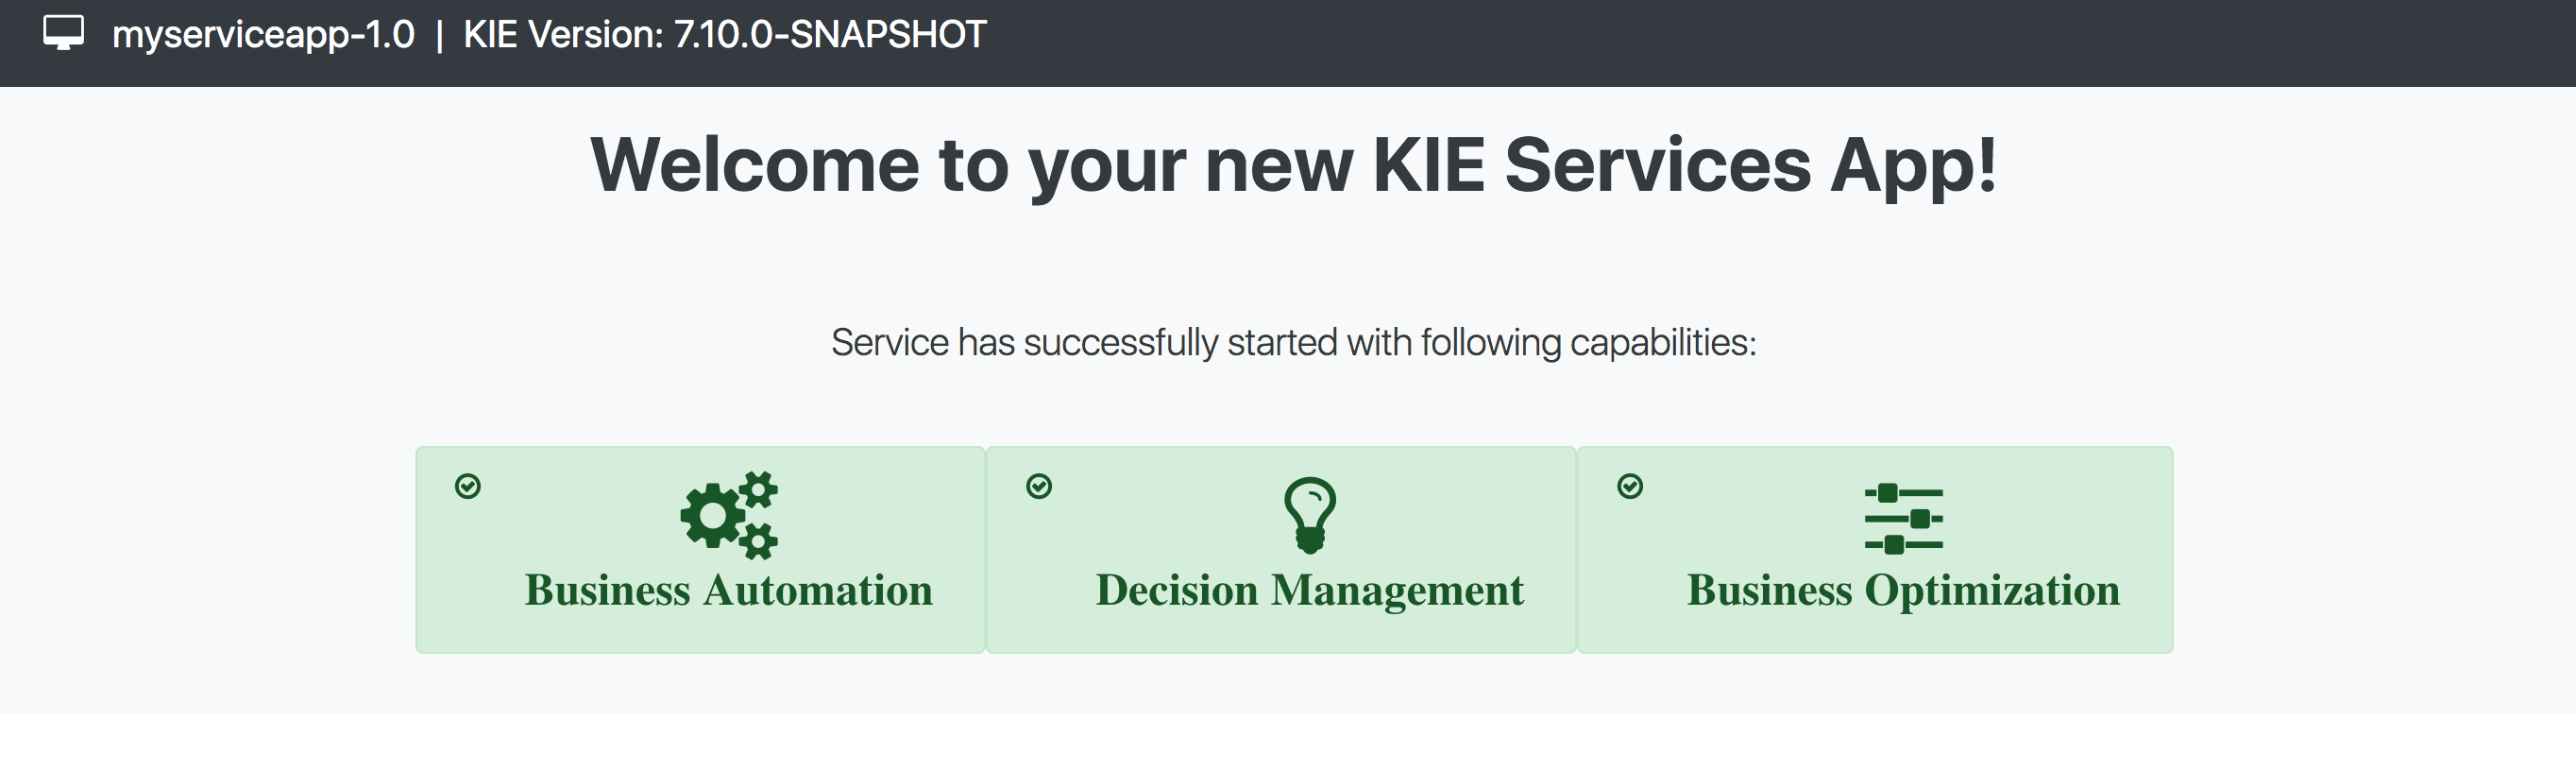 myserviceapp-1.0 | KIE Version: 7.10.0-SNAPSHOT
Welcome to your new KIE Services App!
Service has successfully started with following capabilities:
Business Automation
Decision Management
Business Optimization